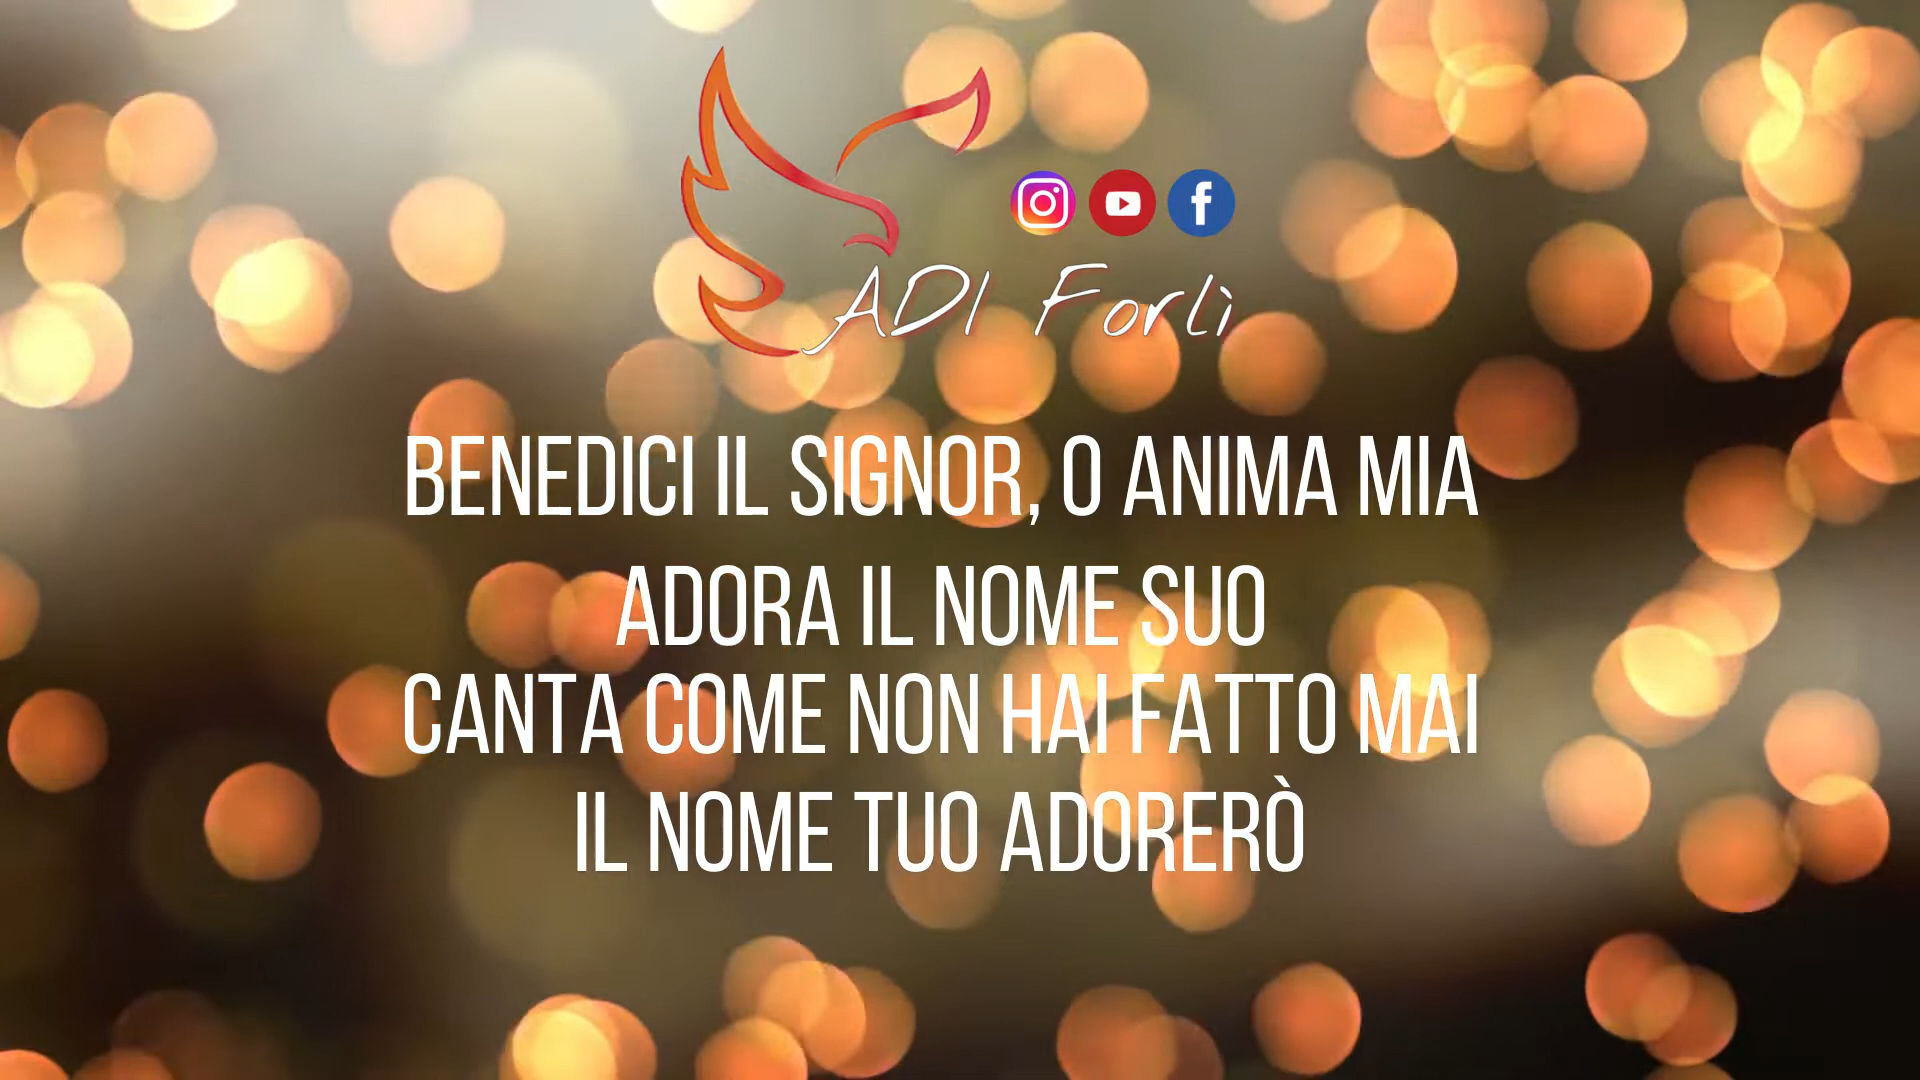 ADI Forlì
BENEDICI IL SIGNOR, O ANIMA MIA
ADORA IL NOME SUO
CANTA COME NON HAI FATTO MAI
IL NOME TUO ADORERÒ